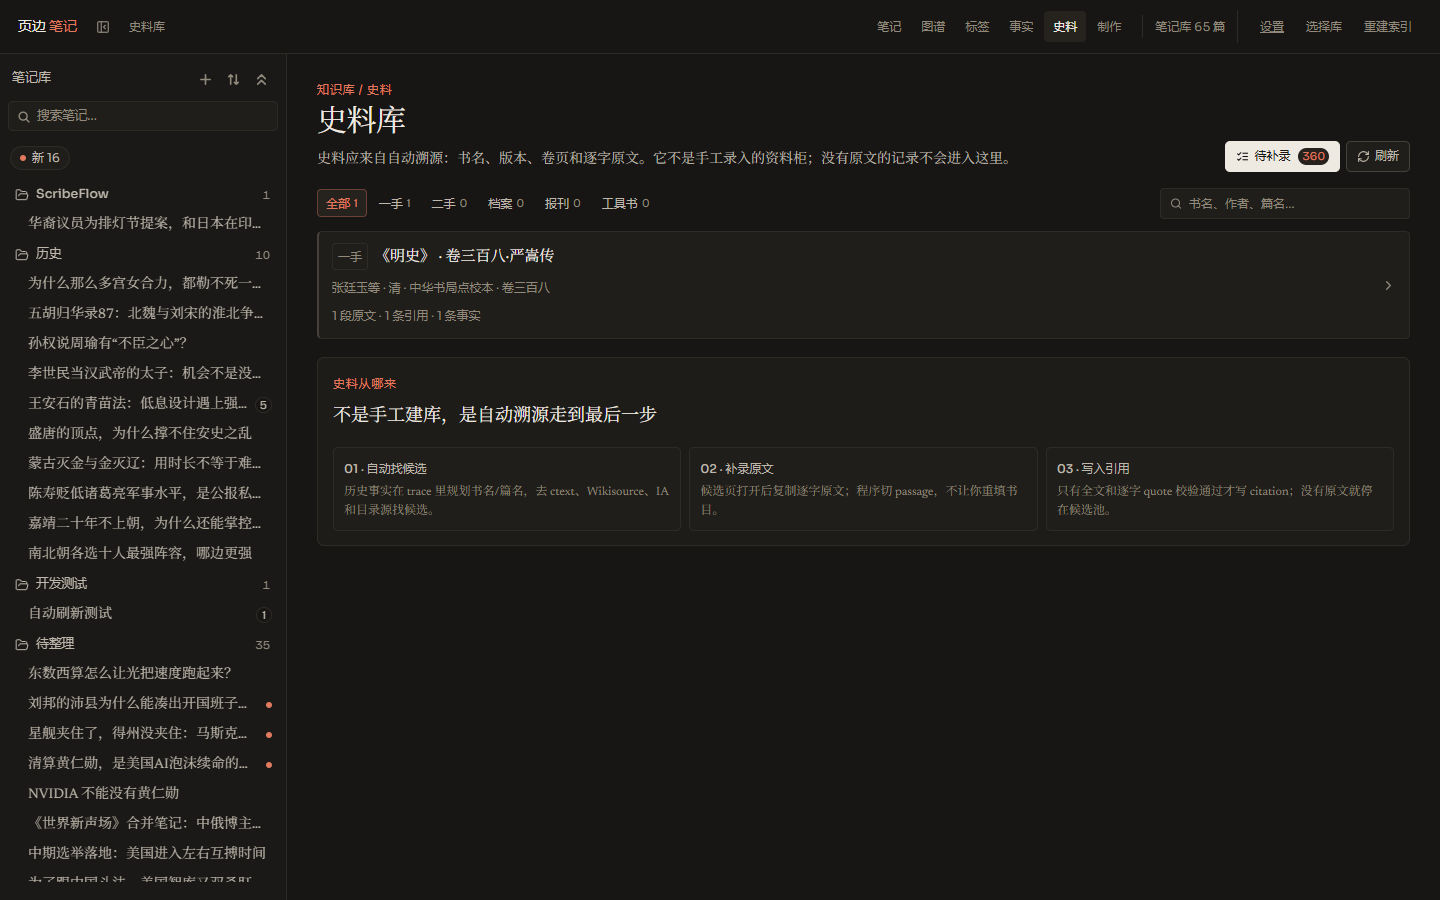 页边 笔记
史料库
笔记 图谱 标签 事实 史料 制作 笔记库 65 篇 设置 选择库 重建索引
笔记库
搜索笔记...
新 16
ScribeFlow 1
华裔议员为排灯节提案，和日本在印...
历史 10
为什么那么多宫女合力，都勒不死一...
五胡归华录87：北魏与刘宋的淮北争...
孙权说周瑜有“不臣之心”？
李世民当汉武帝的太子：机会不是没...
王安石的青苗法：低息设计遇上强... 5
盛唐的顶点，为什么撑不住安史之乱
蒙古灭金与金灭辽：用时长不等于难...
陈寿贬低诸葛亮军事水平，是公报私...
嘉靖二十年不上朝，为什么还能掌控...
南北朝各选十人最强阵容，哪边更强
开发测试 1
自动刷新测试 1
待整理 35
东数西算怎么让光把速度跑起来？
刘邦的沛县为什么能凑出开国班子...
星舰夹住了，得州没夹住：马斯克...
清算黄仁勋，是美国AI泡沫续命的...
NVIDIA 不能没有黄仁勋
《世界新声场》合并笔记：中俄博主...
中期选举落地：美国进入左右互搏时间
知识库 / 史料
史料库
史料应来自自动溯源：书名、版本、卷页和逐字原文。它不是手工录入的资料柜；没有原文的记录不会进入这里。
待补录 360 刷新
全部 1 一手 1 二手 0 档案 0 报刊 0 工具书 0
书名、作者、篇名...
一手 《明史》 · 卷三百八·严嵩传
张廷玉等 · 清 · 中华书局点校本 · 卷三百八
1 段原文 · 1 条引用 · 1 条事实
史料从哪来
不是手工建库，是自动溯源走到最后一步
01 · 自动找候选
历史事实在 trace 里规划书名/篇名，去 ctext、Wikisource、IA
和目录源找候选。
02 · 补录原文
候选页打开后复制逐字原文；程序切 passage，不让你重填书
目。
03 · 写入引用
只有全文和逐字 quote 校验通过才写 citation；没有原文就停
在候选池。